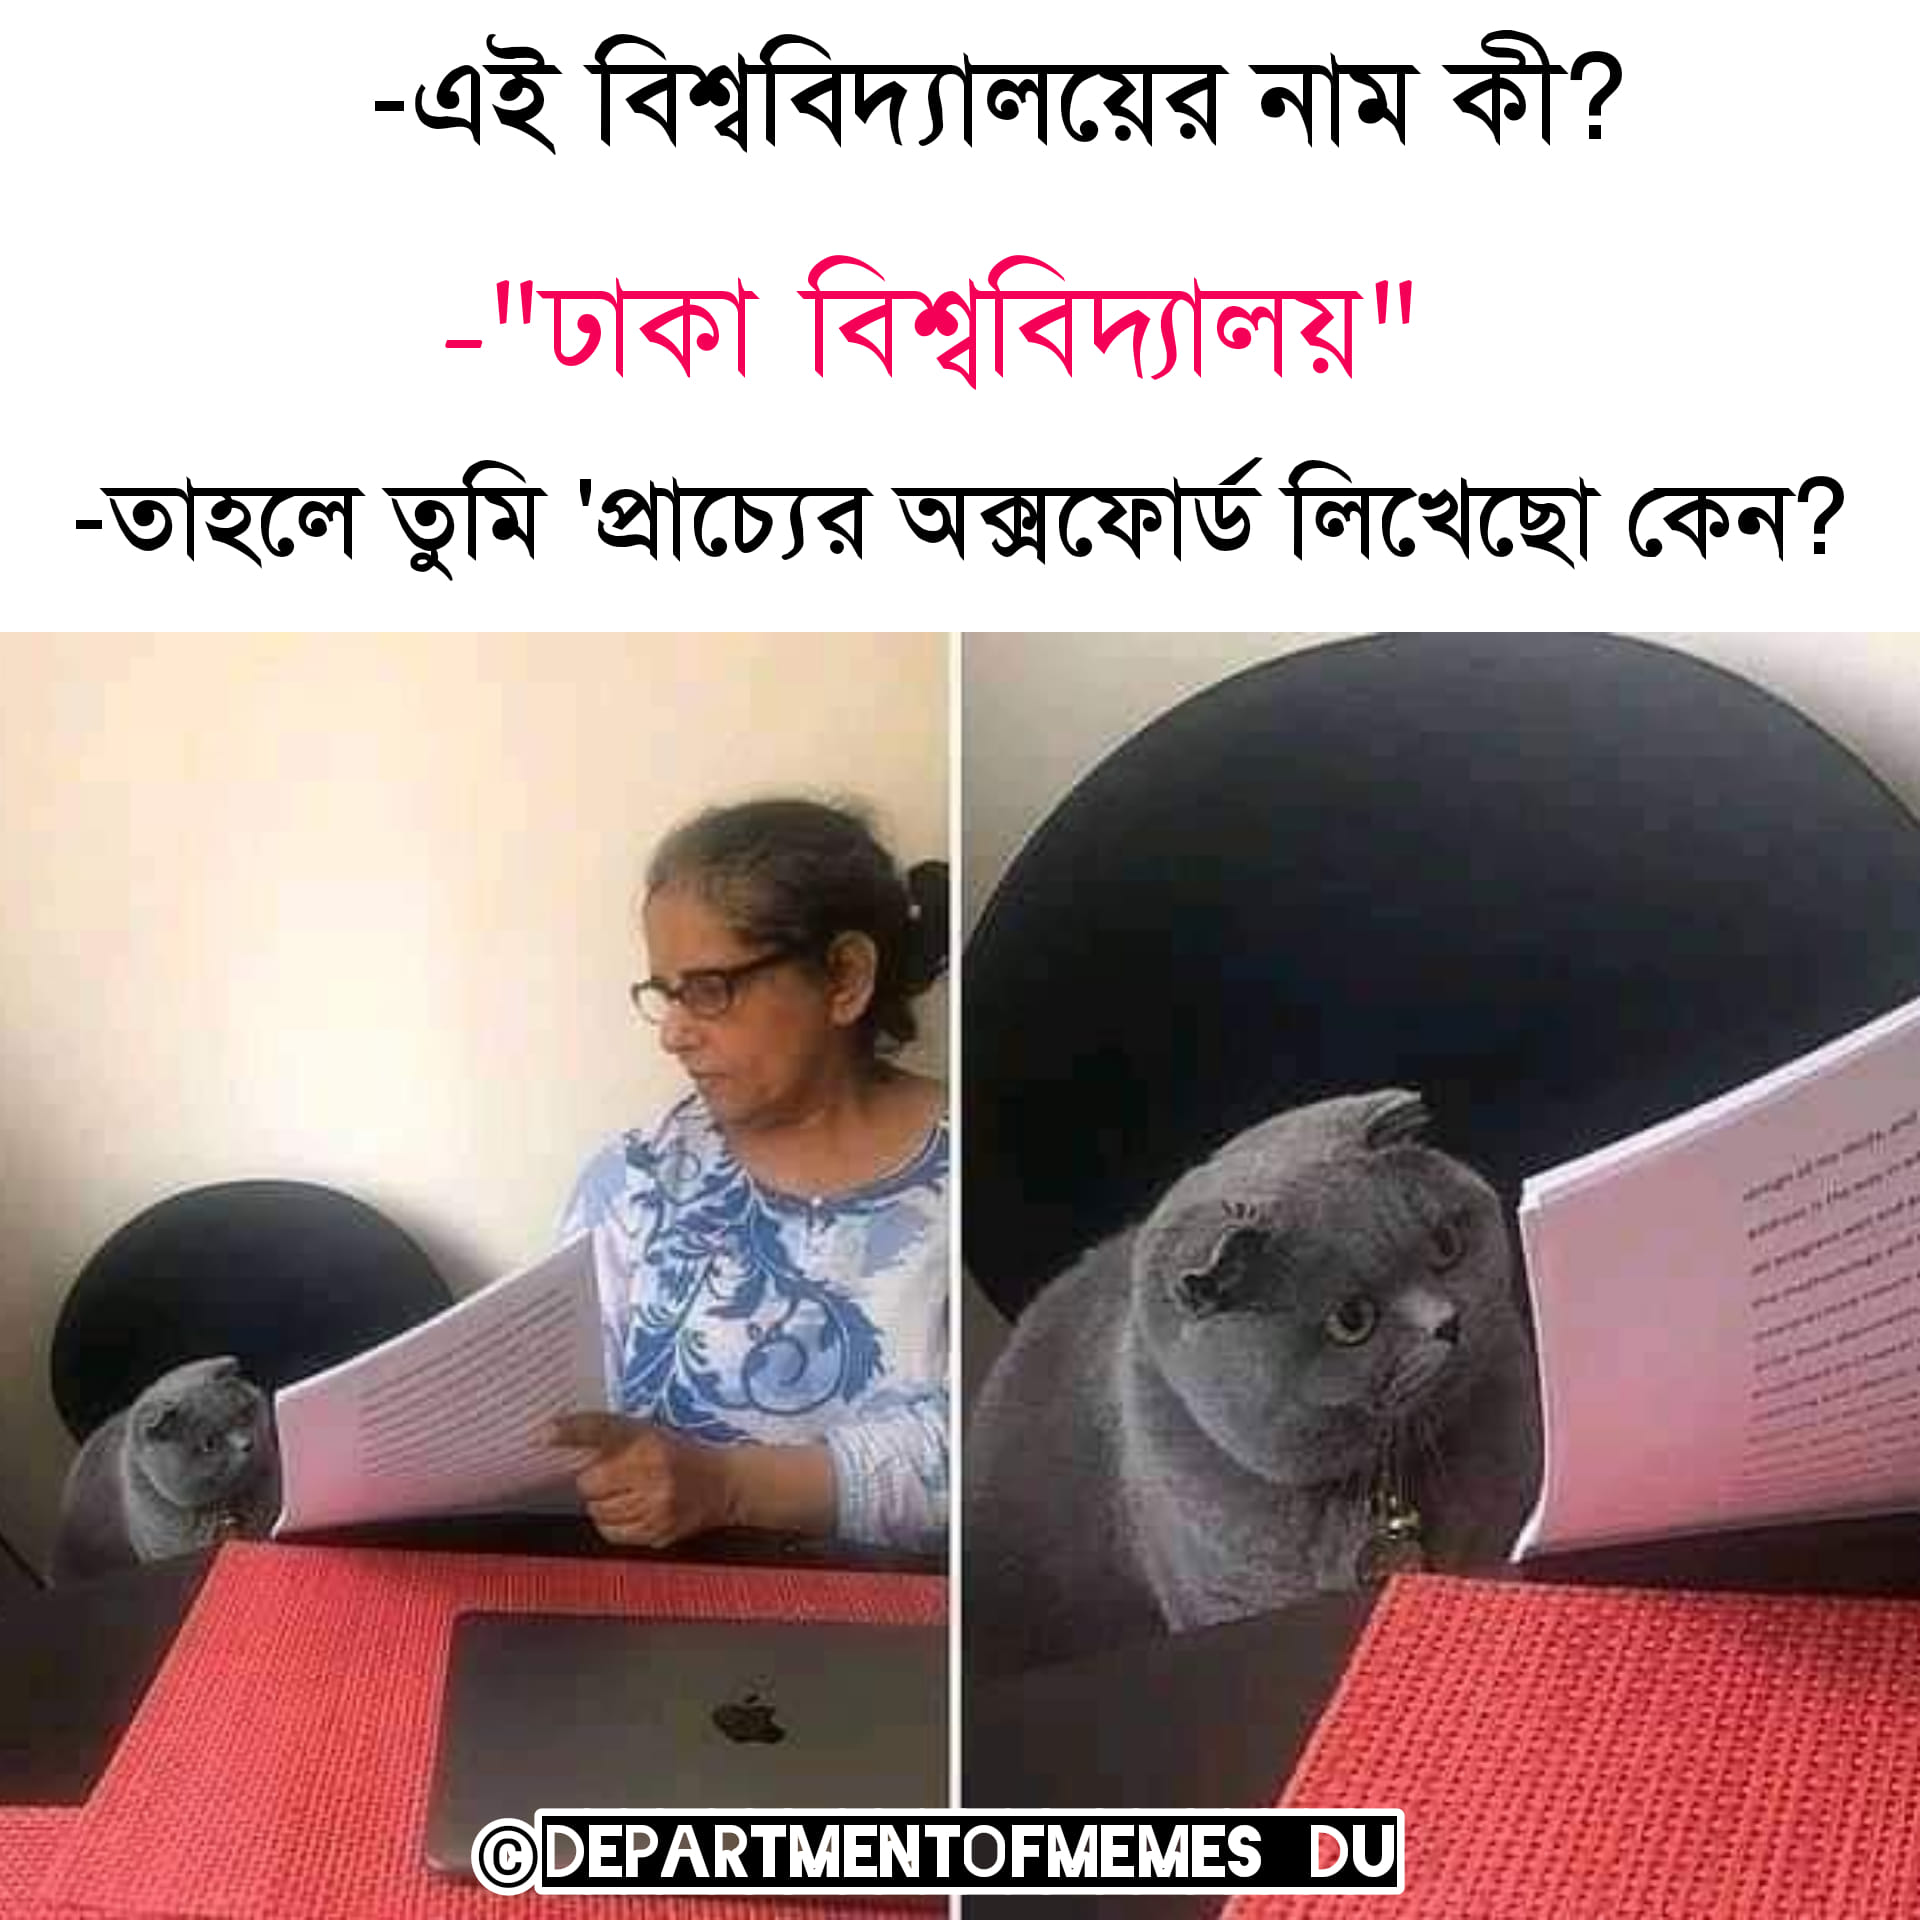 -এই বিশ্ববিদ্যালয়ের নাম কী?
-"ঢাকা বিশ্ববিদ্যালয়"
-তাহলে তুমি 'প্রাচ্যের অক্সফোর্ড লিখেছো কেন?
©DEPARTMENTOFMEMES DU